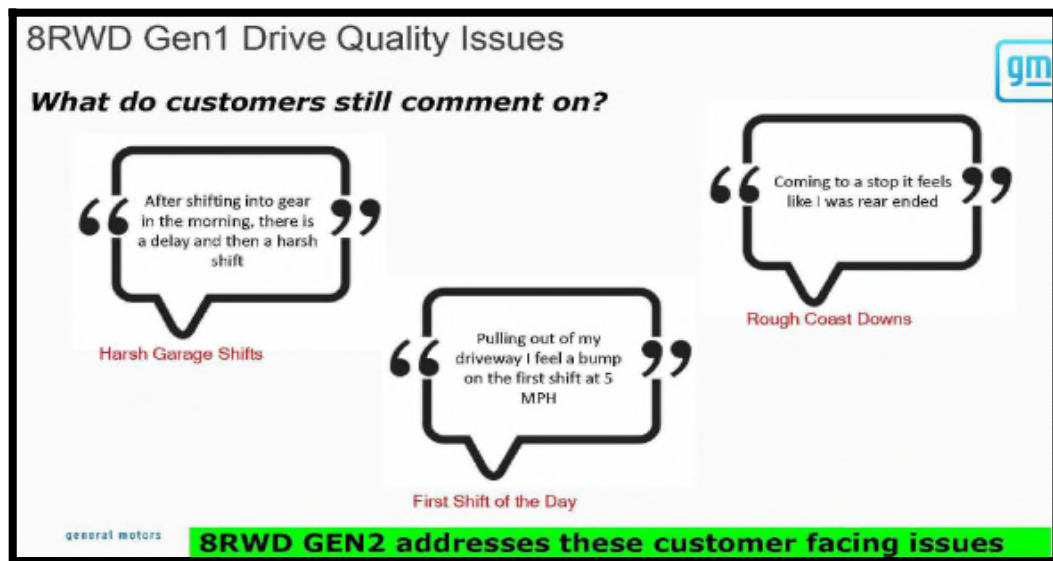 8RWD Gen1 Drive Quality Issues
gm
What do customers still comment on?
“ After shifting into gear
in the morning, there is
a delay and then a harsh
shift ”
Harsh Garage Shifts
“ Pulling out of my
driveway I feel a bump
on the first shift at 5
MPH ”
First Shift of the Day
“ Coming to a stop it feels
like I was rear ended ”
Rough Coast Downs
general motors
8RWD GEN2 addresses these customer facing issues